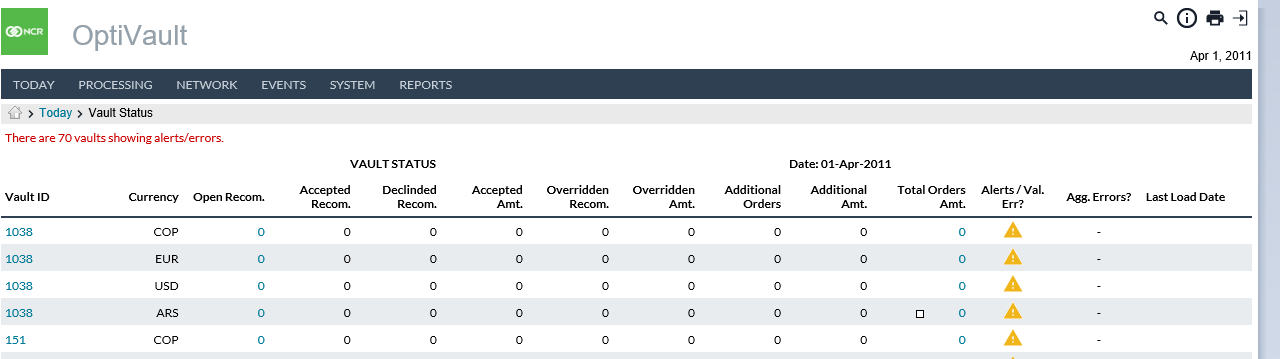 NCR
OptiVault
Apr 1, 2011
TODAY PROCESSING NETWORK EVENTS SYSTEM REPORTS
Today > Vault Status
There are 70 vaults showing alerts/errors.
VAULT STATUS Date: 01-Apr-2011
Vault ID Currency Open Recom. Accepted Recom. Declinded Recom. Accepted Amt. Overridden Recom. Overridden Amt. Additional Orders Additional Amt. Total Orders Amt. Alerts / Val. Err? Agg. Errors? Last Load Date
1038 COP 0 0 0 0 0 0 0 0 0 -
1038 EUR 0 0 0 0 0 0 0 0 0 -
1038 USD 0 0 0 0 0 0 0 0 0 -
1038 ARS 0 0 0 0 0 0 0 0 0 -
151 COP 0 0 0 0 0 0 0 0 0 -